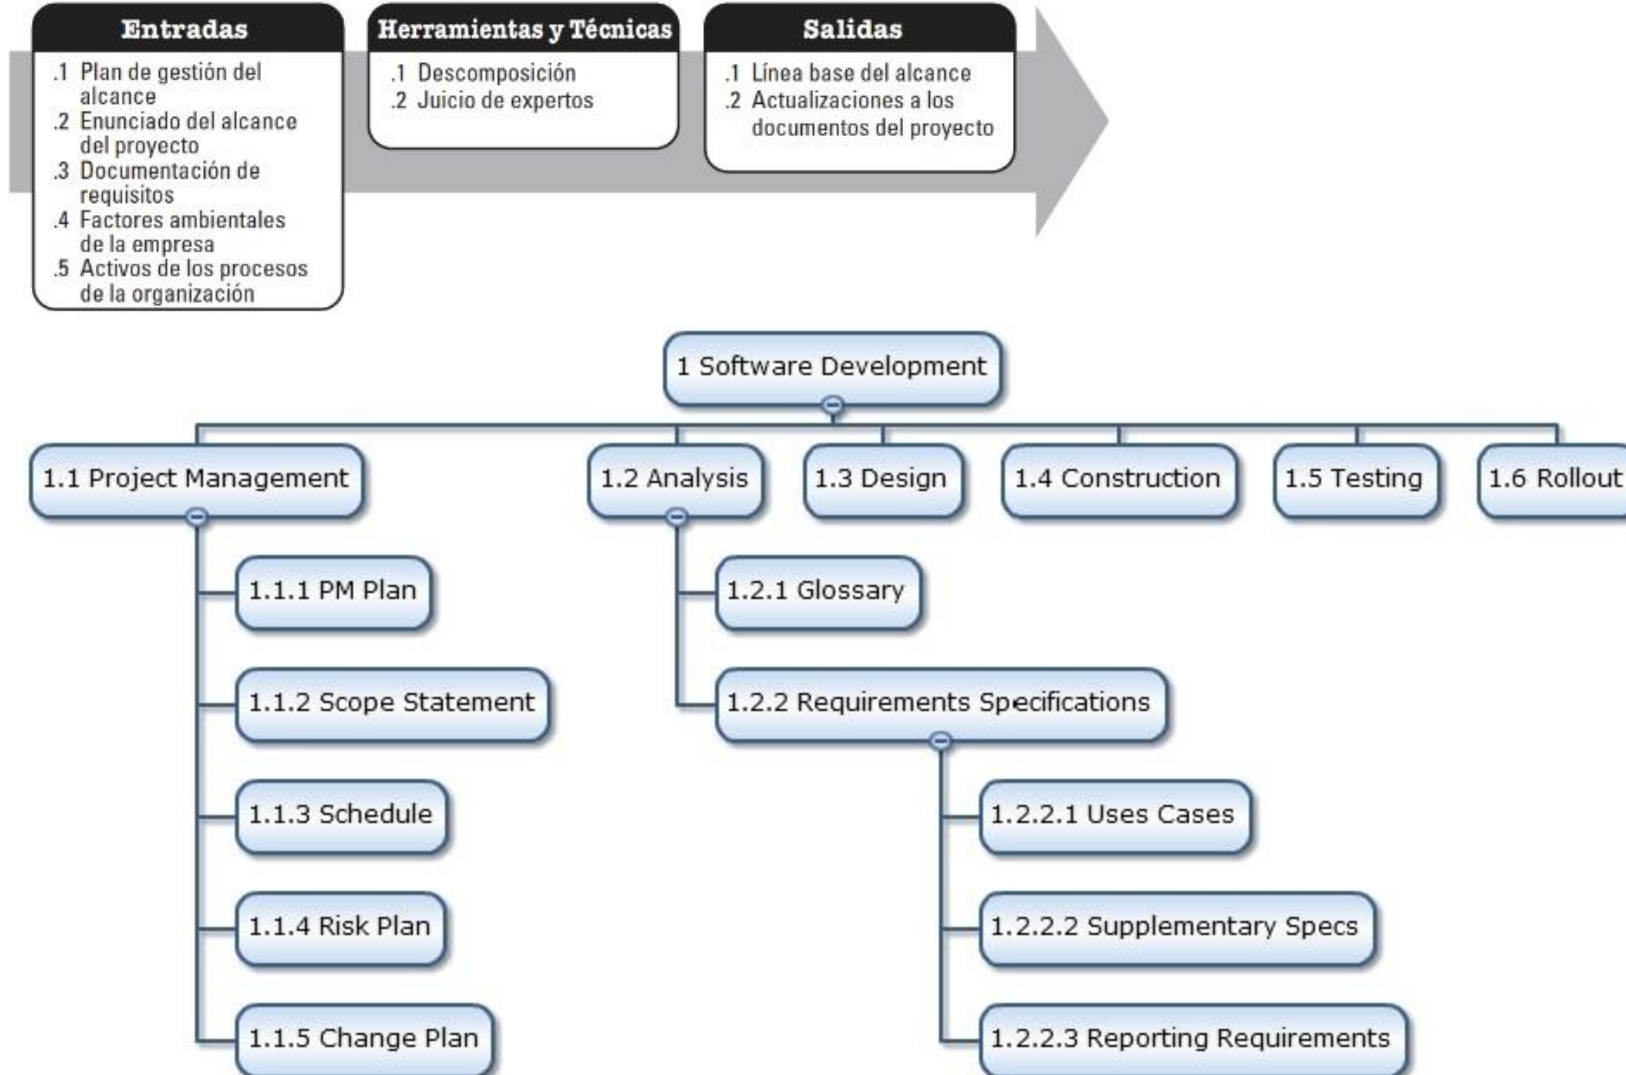 Entradas
.1 Plan de gestión del
alcance
.2 Enunciado del alcance
del proyecto
.3 Documentación de
requisitos
.4 Factores ambientales
de la empresa
.5 Activos de los procesos
de la organización
Herramientas y Técnicas
.1 Descomposición
.2 Juicio de expertos
Salidas
.1 Línea base del alcance
.2 Actualizaciones a los
documentos del proyecto
1 Software Development
1.1 Project Management
1.2 Analysis
1.3 Design
1.4 Construction
1.5 Testing
1.6 Rollout
1.1.1 PM Plan
1.1.2 Scope Statement
1.1.3 Schedule
1.1.4 Risk Plan
1.1.5 Change Plan
1.2.1 Glossary
1.2.2 Requirements Specifications
1.2.2.1 Uses Cases
1.2.2.2 Supplementary Specs
1.2.2.3 Reporting Requirements